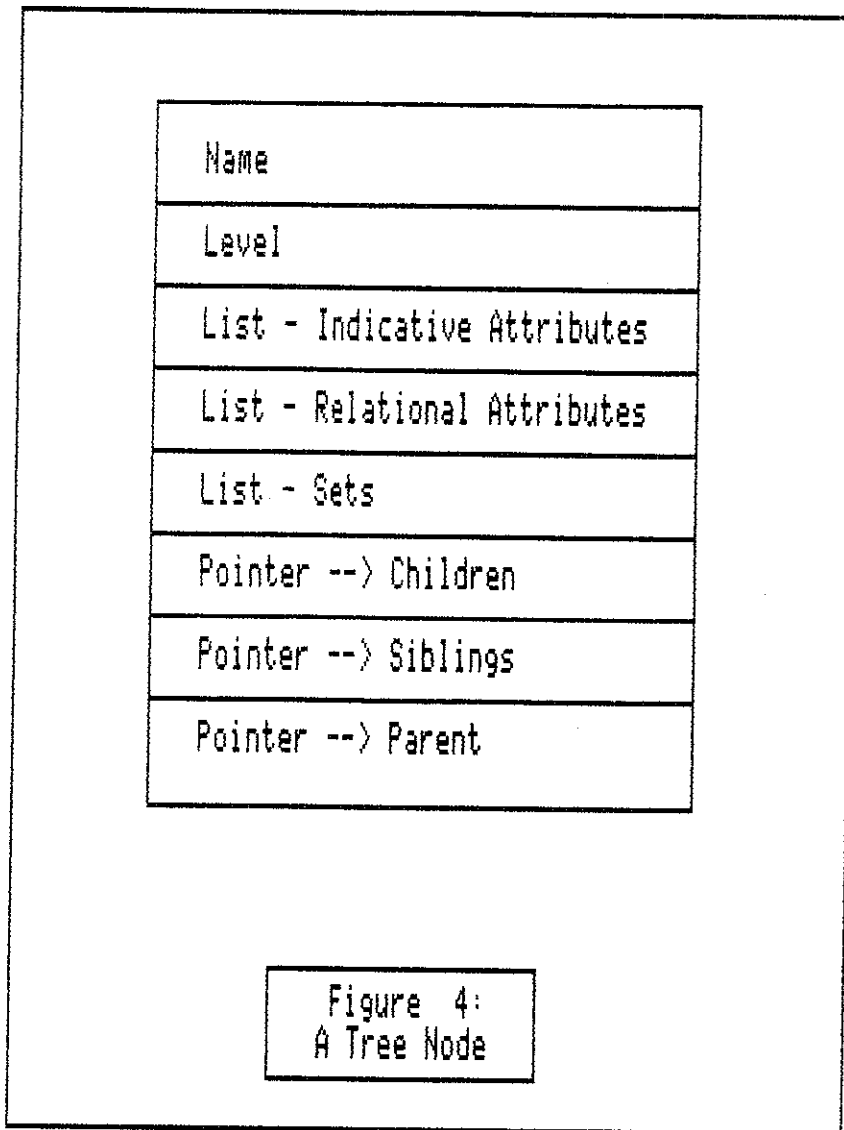 Name
Level
List - Indicative Attributes
List - Relational Attributes
List - Sets
Pointer --> Children
Pointer --> Siblings
Pointer --> Parent
Figure 4:
A Tree Node